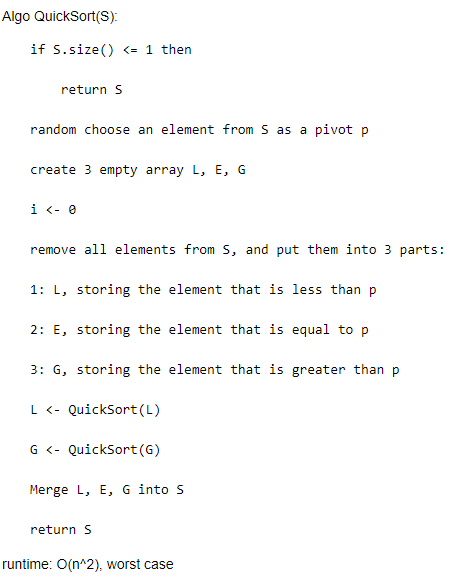 Algo QuickSort(S):
if S.size() <= 1 then
return S
random choose an element from S as a pivot p
create 3 empty array L, E, G
i <- 0
remove all elements from S, and put them into 3 parts:
1: L, storing the element that is less than p
2: E, storing the element that is equal to p
3: G, storing the element that is greater than p
L <- QuickSort(L)
G <- QuickSort(G)
Merge L, E, G into S
return S
runtime: O(n^2), worst case